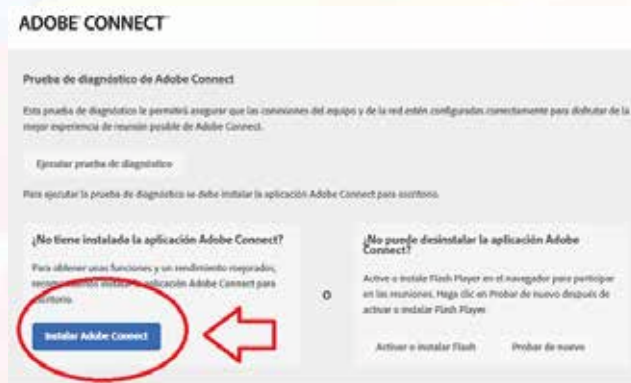 ADOBE CONNECT
Prueba de diagnóstico de Adobe Connect
Esta prueba de diagnóstico le permitirá asegurar que las conexiones del equipo y de la red estén configuradas correctamente para disfrutar de la
mejor experiencia de reunión posible de Adobe Connect.
Ejecutar prueba de diagnóstico
Para ejecutar la prueba de diagnóstico se debe instalar la aplicación Adobe Connect para escritorio.
¿No tiene instalada la aplicación Adobe Connect?
Para obtener unas funciones y un rendimiento mejorados,
recomendamos instalar la aplicación Adobe Connect para
escritorio.
Instalar Adobe Connect
O
¿No puede desinstalar la aplicación Adobe
Connect?
Active o instale Flash Player en el navegador para participar
en las reuniones. Haga clic en Probar de nuevo después de
activar o instalar Flash Player.
Activar o instalar Flash
Probar de nuevo